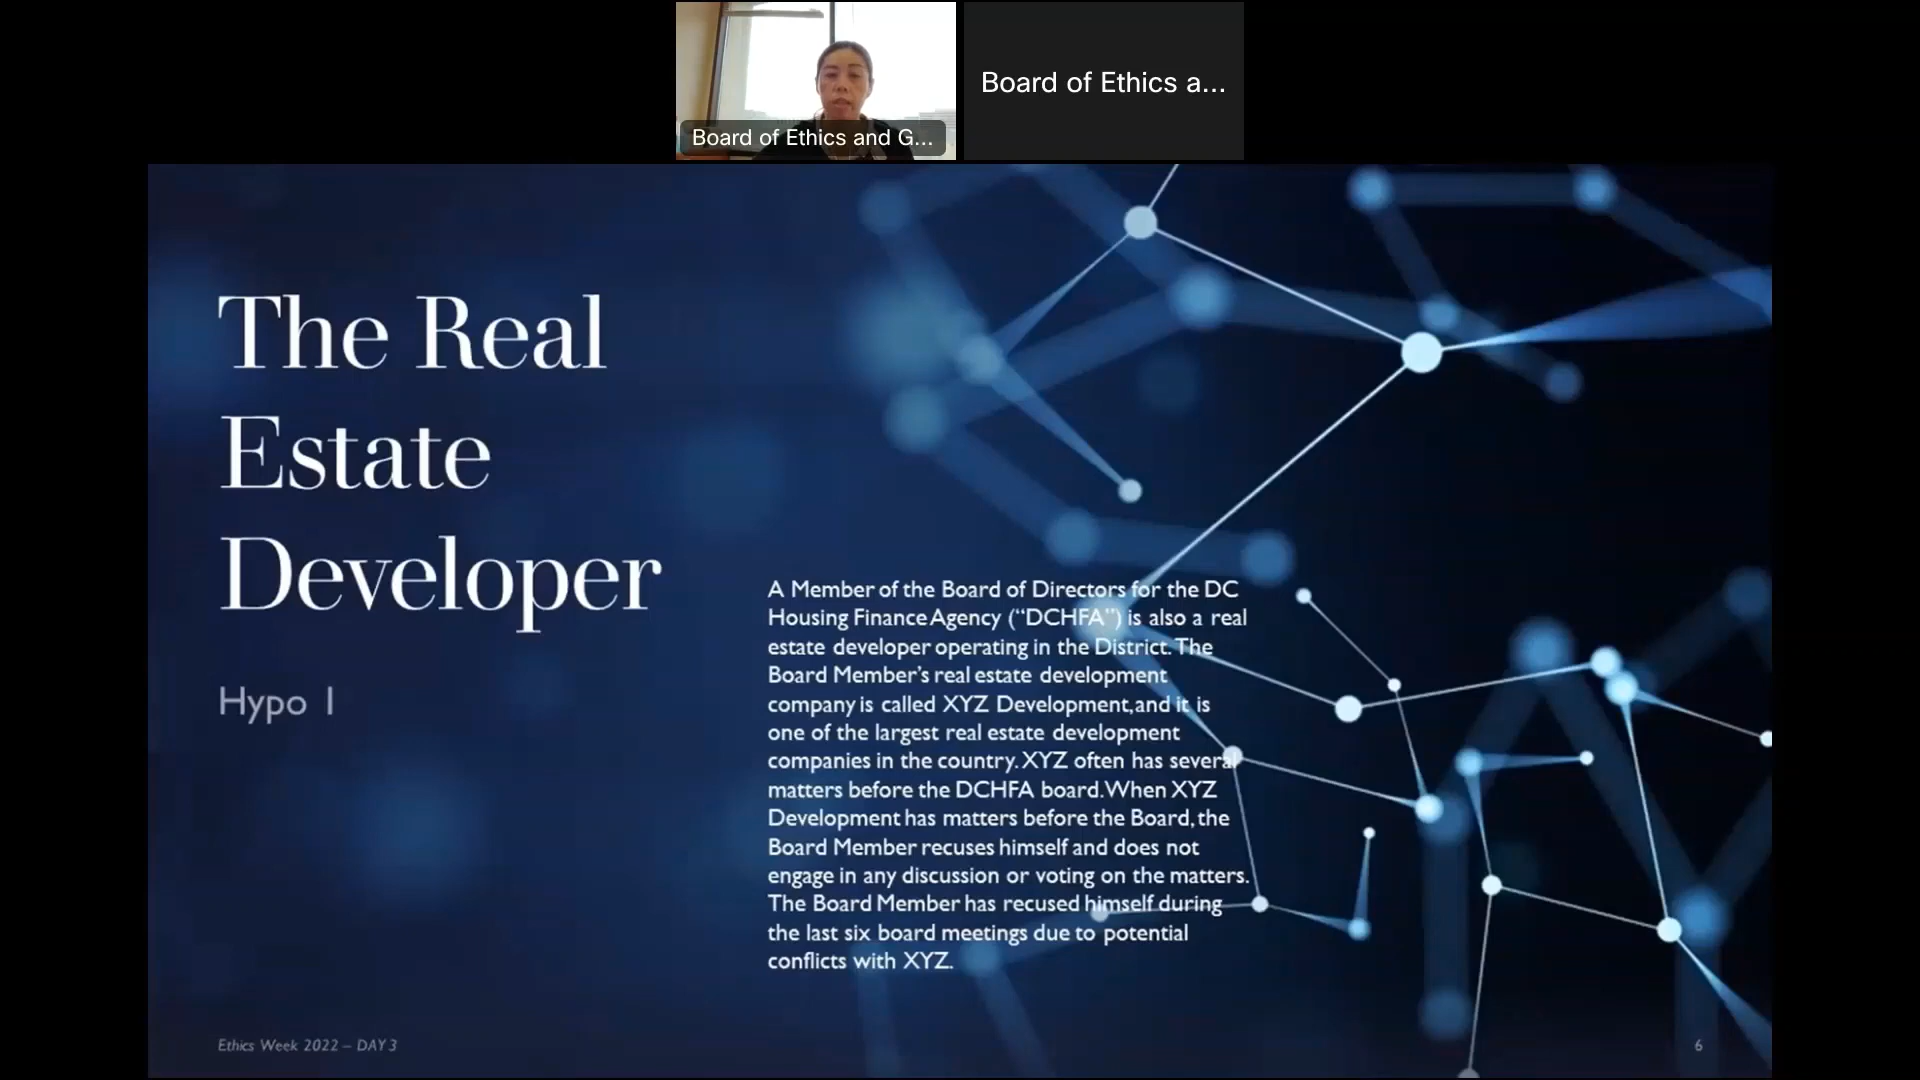 Board of Ethics and G...
Board of Ethics a...
The Real
Estate
Developer
Hypo 1
A Member of the Board of Directors for the DC
Housing Finance Agency (“DCHFA”) is also a real
estate developer operating in the District. The
Board Member’s real estate development
company is called XYZ Development, and it is
one of the largest real estate development
companies in the country. XYZ often has several
matters before the DCHFA board. When XYZ
Development has matters before the Board, the
Board Member recuses himself and does not
engage in any discussion or voting on the matters.
The Board Member has recused himself during
the last six board meetings due to potential
conflicts with XYZ.
Ethics Week 2022 – DAY 3
6